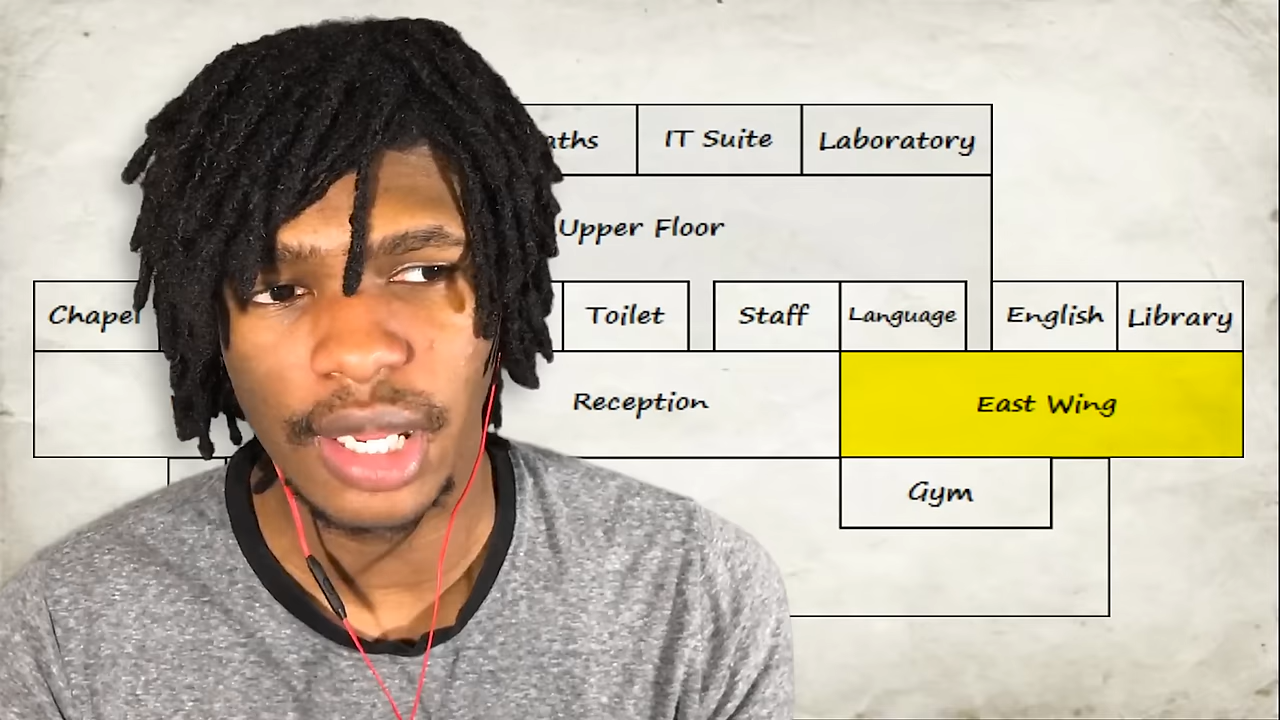 IT Suite
Laboratory
Upper Floor
Chapel
Toilet
Staff
Language
English
Library
Reception
East Wing
Gym